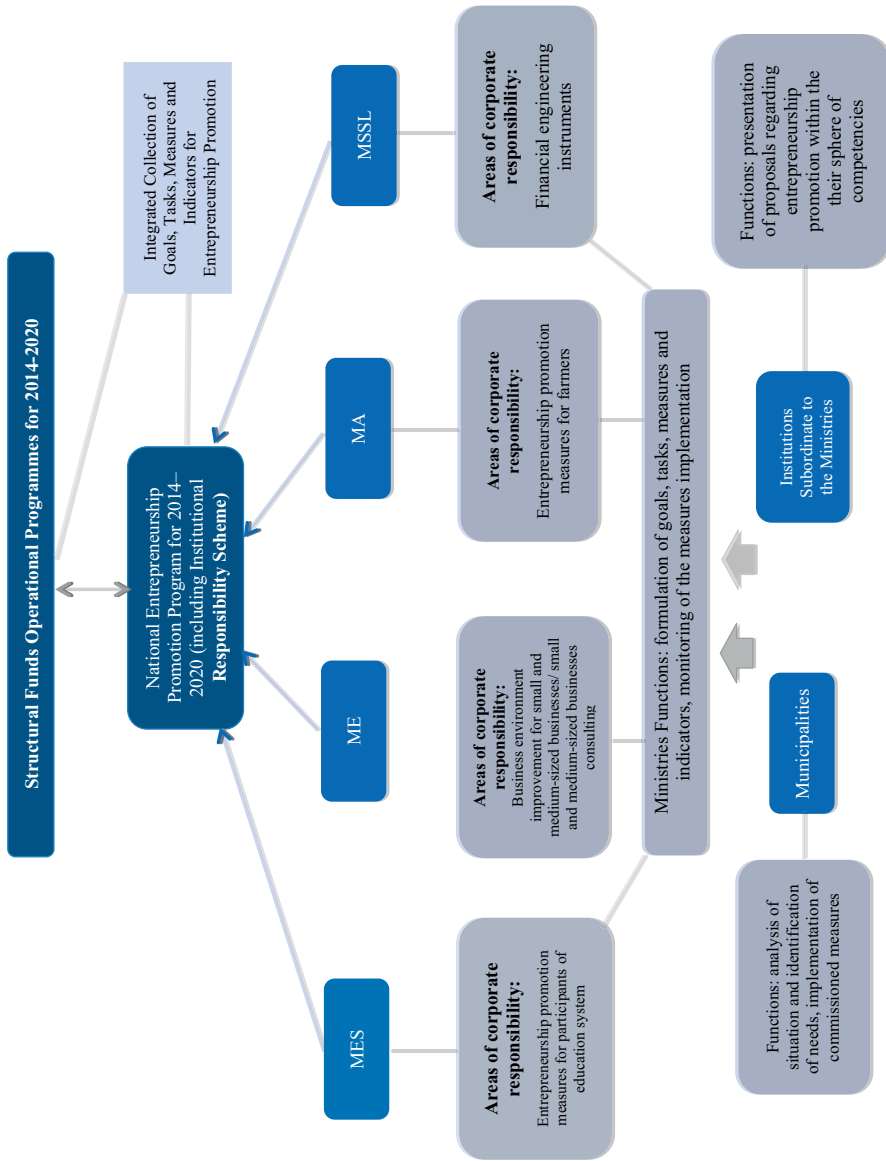 Structural Funds Operational Programmes for 2014-2020
Integrated Collection of
Goals, Tasks, Measures and
Indicators for
Entrepreneurship Promotion
National Entrepreneurship
Promotion Program for 2014–
2020 (including Institutional
Responsibility Scheme)
MES
ME
MA
MSSL
Areas of corporate
responsibility:
Entrepreneurship promotion
measures for participants of
education system
Areas of corporate
responsibility:
Business environment
improvement for small and
medium-sized businesses/ small
and medium-sized businesses
consulting
Areas of corporate
responsibility:
Entrepreneurship promotion
measures for farmers
Areas of corporate
responsibility:
Financial engineering
instruments
Ministries Functions: formulation of goals, tasks, measures and
indicators, monitoring of the measures implementation
Functions: analysis of
situation and identification
of needs, implementation of
commissioned measures
Municipalities
Institutions
Subordinate to
the Ministries
Functions: presentation
of proposals regarding
entrepreneurship
promotion within the
their sphere of
competencies